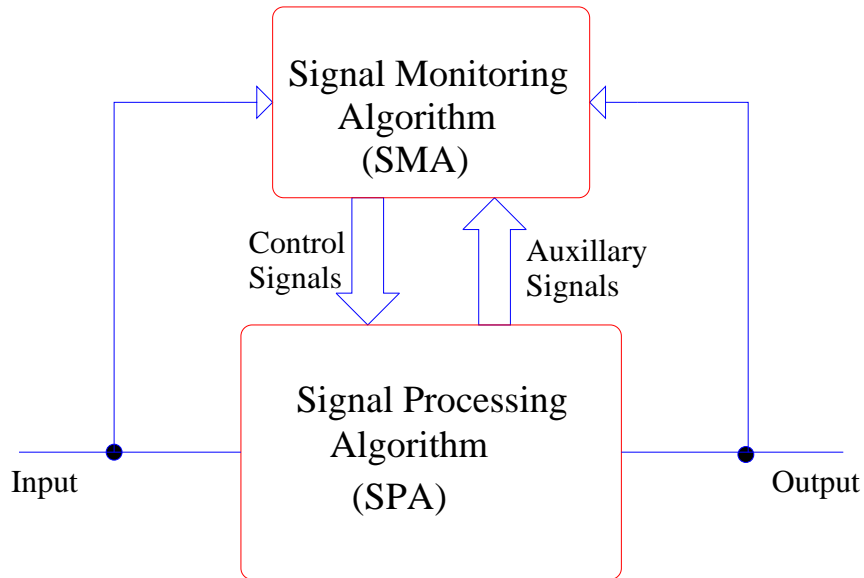 Signal Monitoring
Algorithm
(SMA)
Control
Signals
Auxillary
Signals
Signal Processing
Algorithm
(SPA)
Input
Output